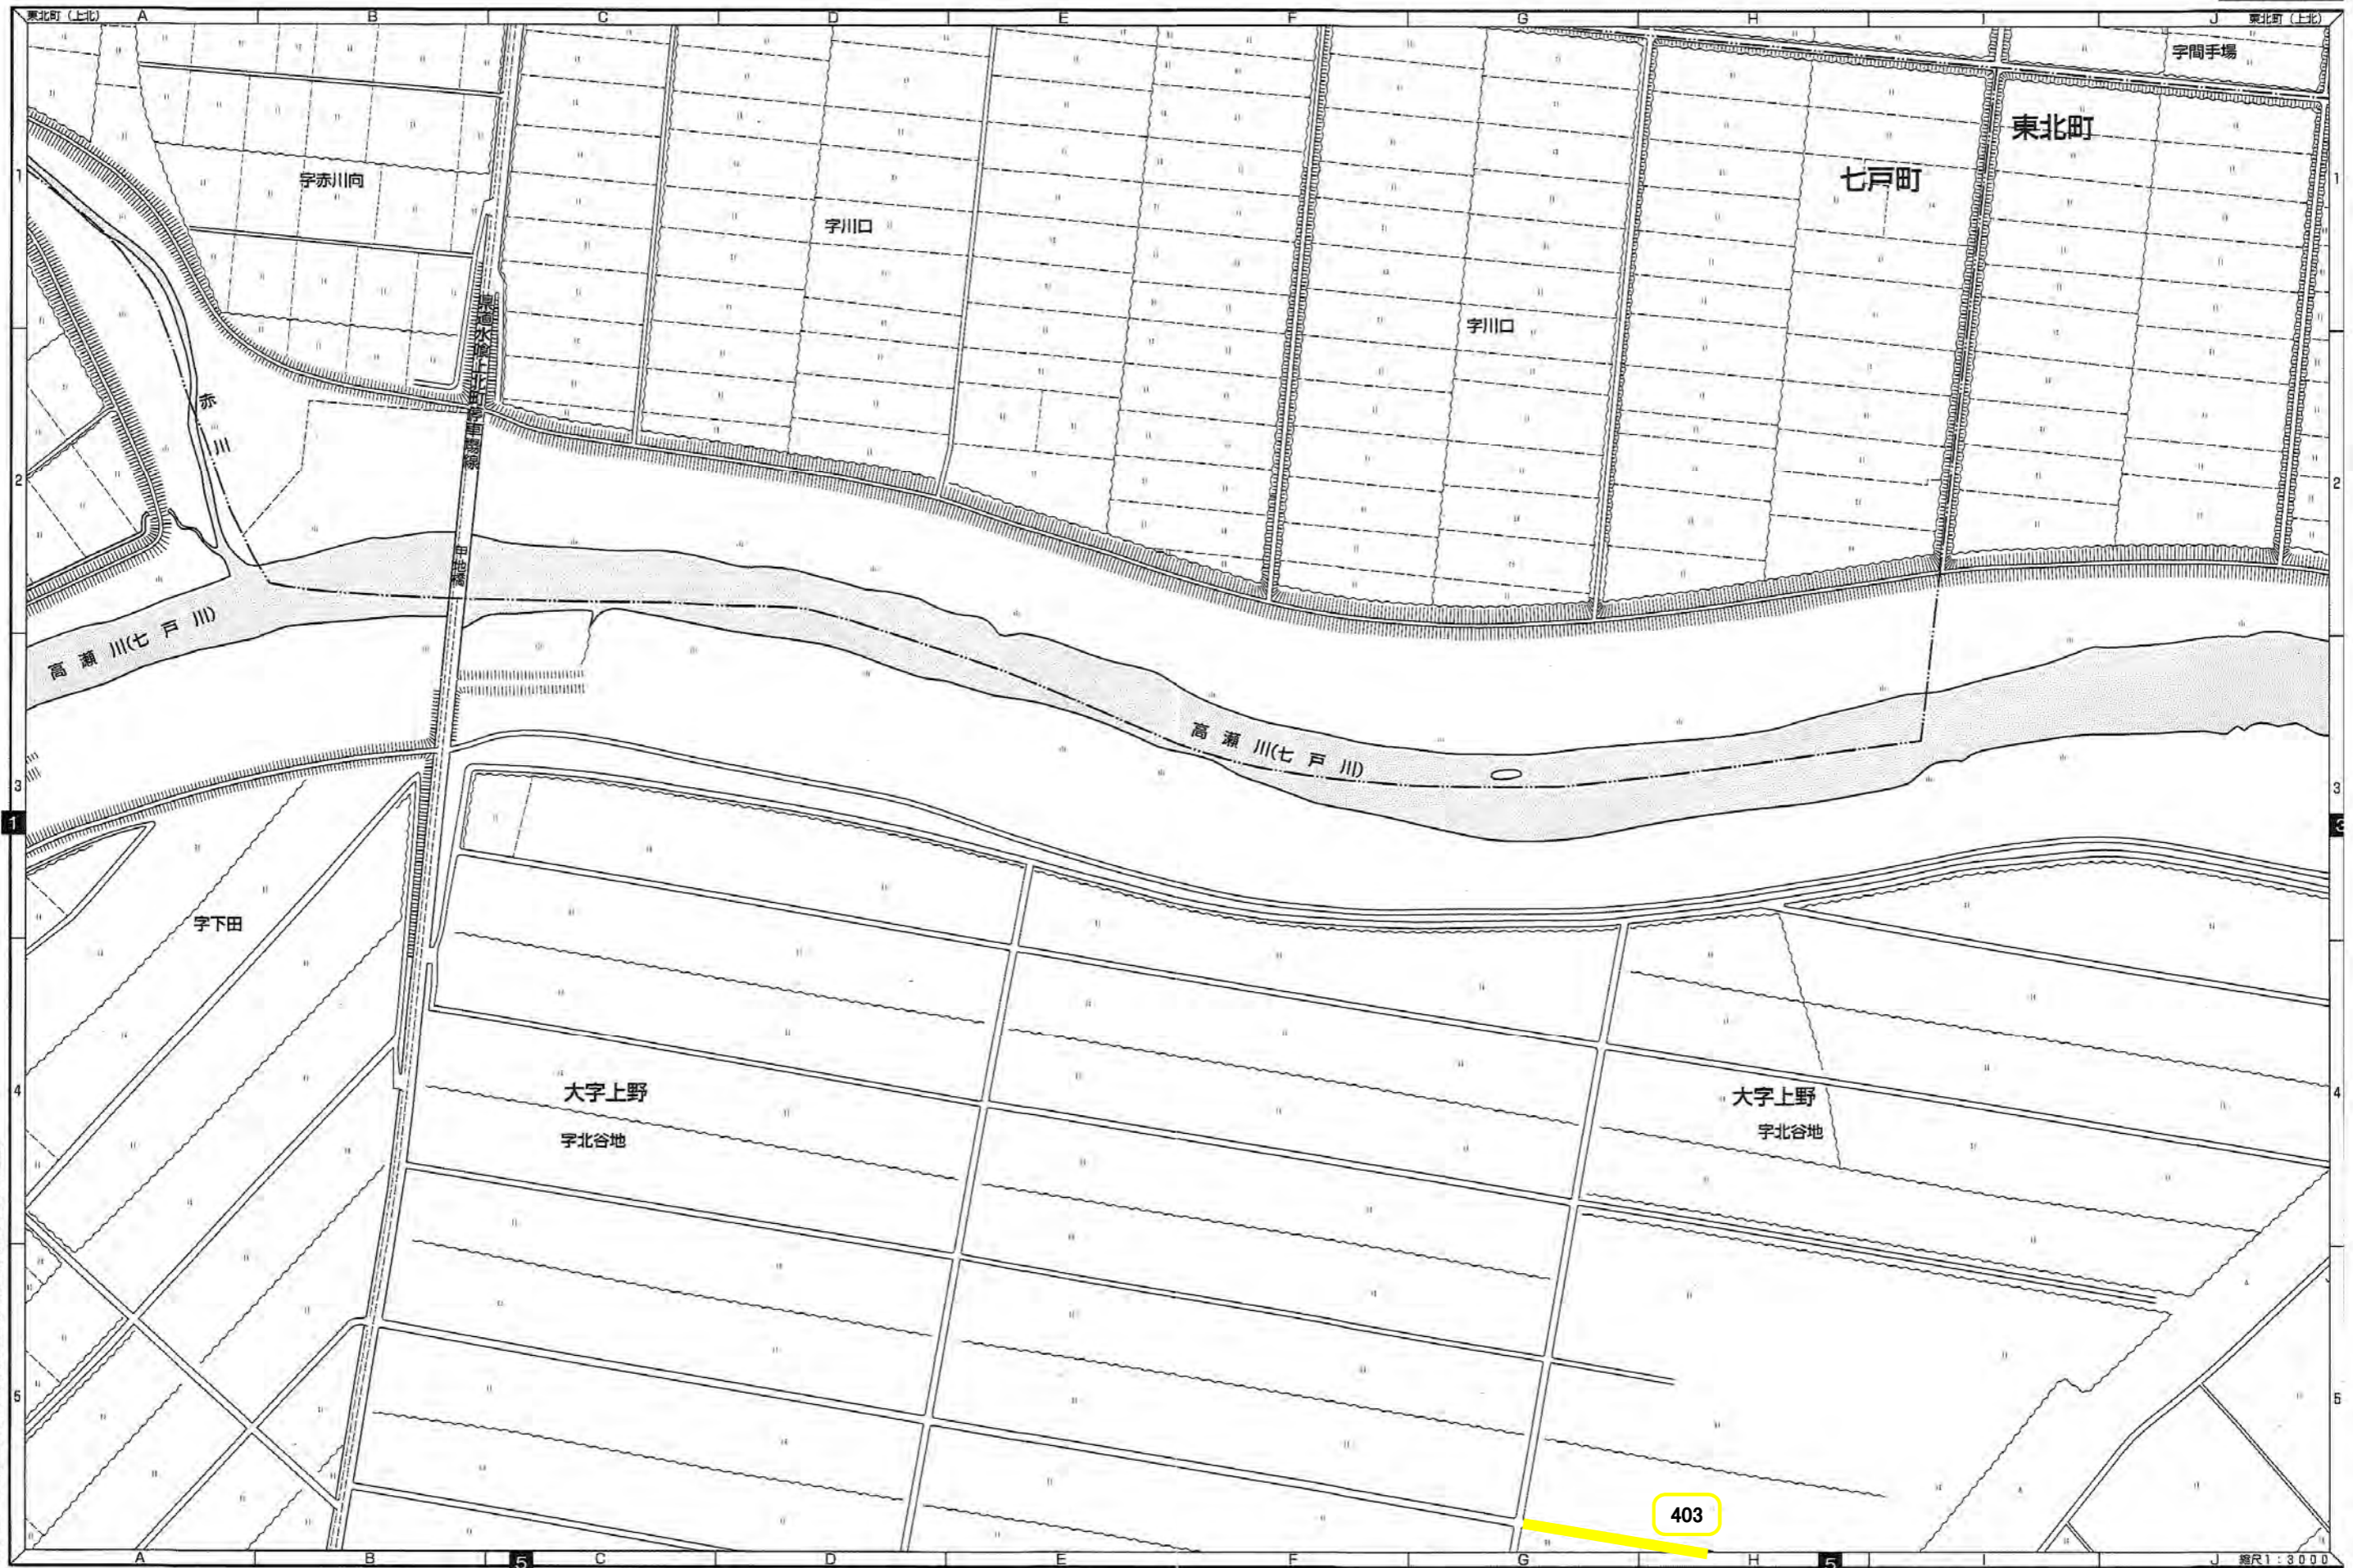 東北町(上北)
A
B
C
D
E
F
G
H
I
J
東北町(上北)
字間手場
東北町
七戸町
1
字赤川向
1
字川口
字川口
赤川
2
2
高瀬川(七戸川)
高瀬川(七戸川)
3
3
1
3
字下田
4
大字上野
字北谷地
大字上野
字北谷地
4
5
5
403
A
B
5
C
D
E
F
G
H
5
J
縮尺1:3000